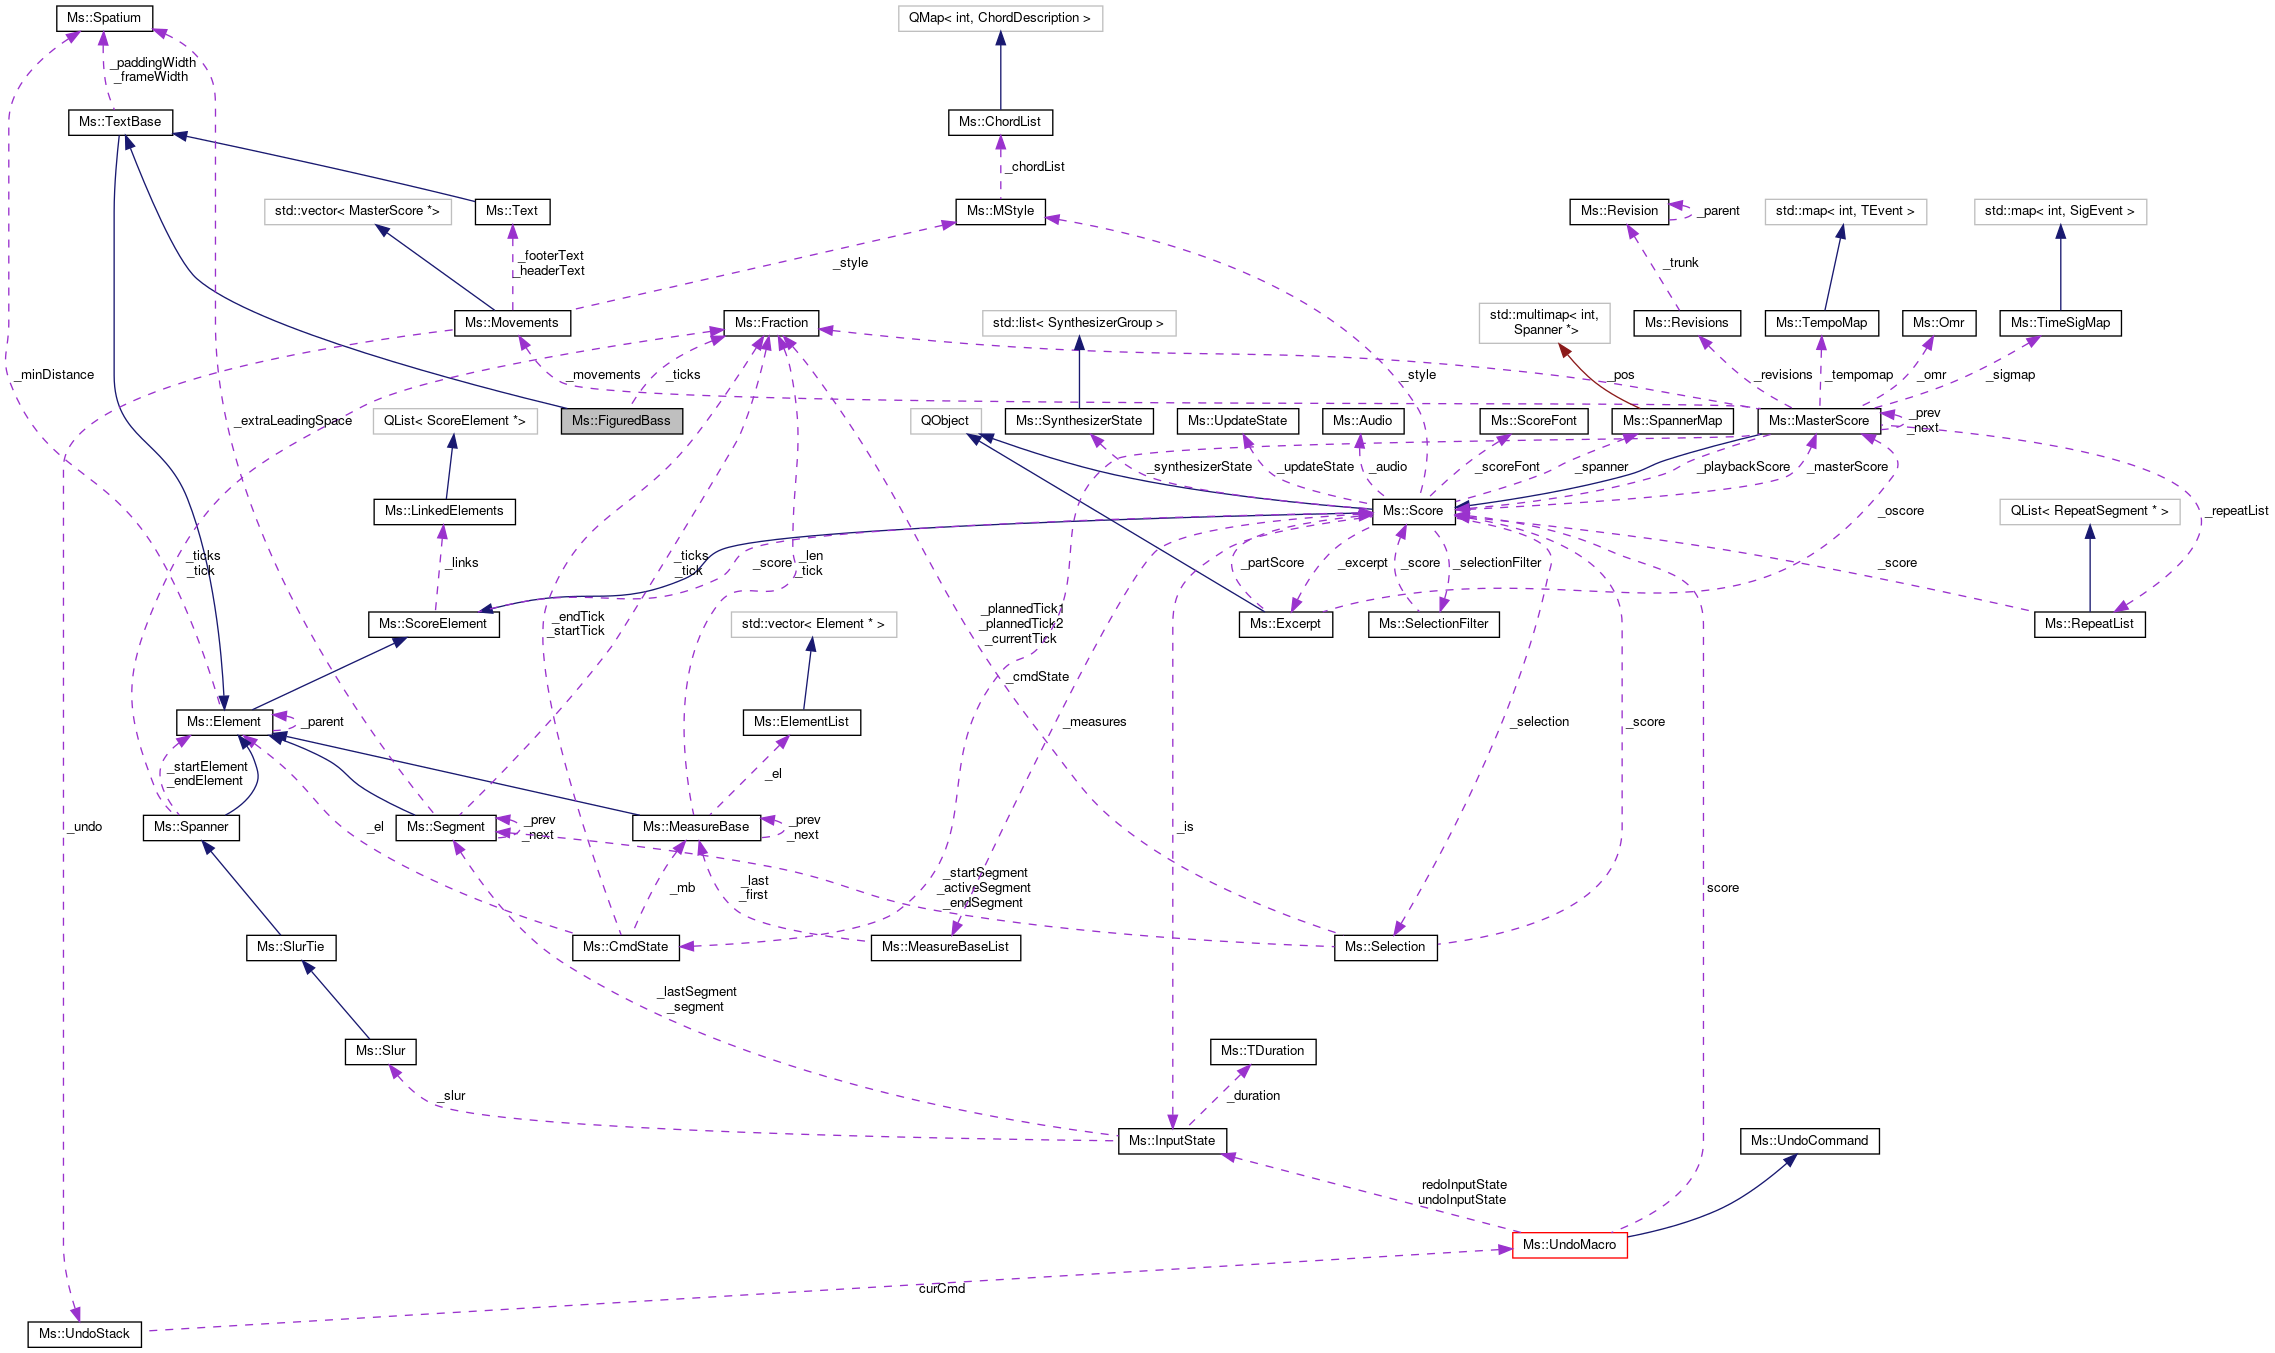 Ms::Spatium
QMap< int, ChordDescription >
_paddingWidth
_frameWidth
Ms::TextBase
Ms::ChordList
_chordList
std::vector< MasterScore *>
Ms::Text
Ms::MStyle
Ms::Revision
_parent
std::map< int, TEvent >
std::map< int, SigEvent >
_footerText
_headerText
_style
_trunk
Ms::Movements
Ms::Fraction
std::list< SynthesizerGroup >
std::multimap< int,
Spanner *>
Ms::Revisions
Ms::TempoMap
Ms::Omr
Ms::TimeSigMap
_minDistance
_movements
_ticks
_style
_pos
_revisions
_tempomap
_omr
_sigmap
_extraLeadingSpace
QList< ScoreElement *>
Ms::FiguredBass
QObject
Ms::SynthesizerState
Ms::UpdateState
Ms::Audio
Ms::ScoreFont
Ms::SpannerMap
Ms::MasterScore
_prev
_next
_synthesizerState
_updateState
_audio
_scoreFont
_spanner
_playbackScore
_masterScore
Ms::LinkedElements
Ms::Score
QList< RepeatSegment * >
_oscore
_repeatList
_ticks
_tick
_links
_ticks
_tick
_score
_len
_tick
_partScore
_excerpt
_score
_selectionFilter
_score
Ms::ScoreElement
_endTick
_startTick
std::vector< Element * >
_plannedTick1
_plannedTick2
_currentTick
Ms::Excerpt
Ms::SelectionFilter
Ms::RepeatList
_cmdState
Ms::Element
_parent
Ms::ElementList
_measures
_selection
_score
_startElement
_endElement
_el
Ms::Spanner
_undo
_el
Ms::Segment
_prev
_next
Ms::MeasureBase
_prev
_next
_is
_mb
_last
_first
_startSegment
_activeSegment
_endSegment
score
Ms::SlurTie
Ms::CmdState
Ms::MeasureBaseList
Ms::Selection
_lastSegment
_segment
Ms::Slur
Ms::TDuration
_slur
_duration
Ms::InputState
Ms::UndoCommand
redoInputState
undoInputState
Ms::UndoMacro
curCmd
Ms::UndoStack